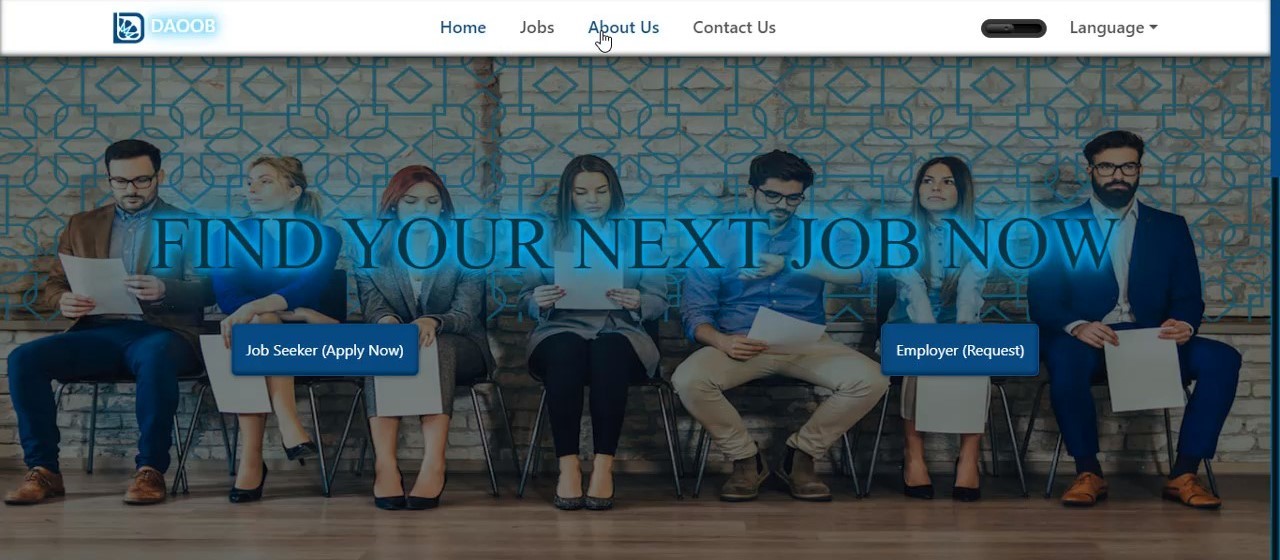 DAOOB
Home
Jobs
About Us
Contact Us
Language
FIND YOUR NEXT JOB NOW
Job Seeker (Apply Now)
Employer (Request)